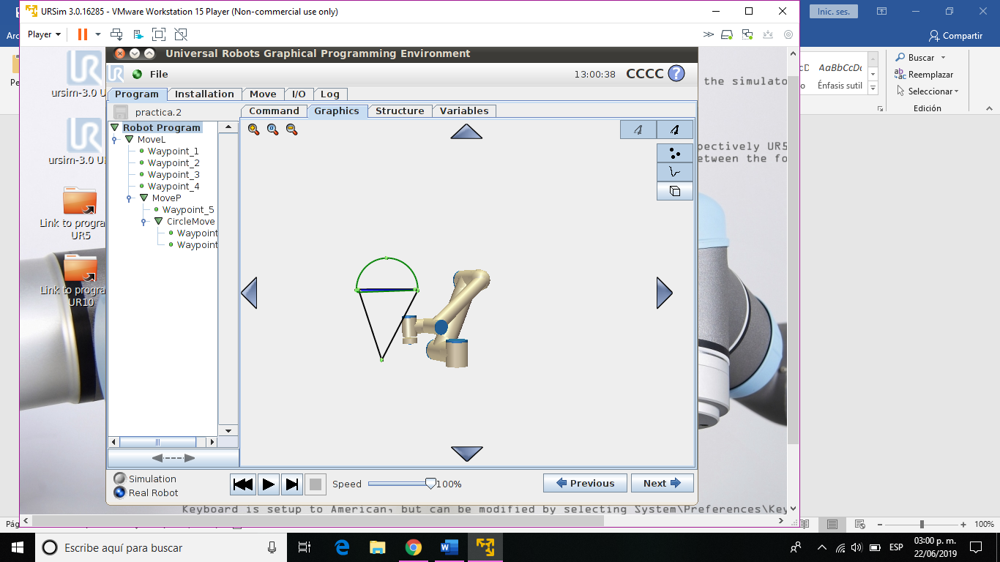 URSim 3.0.16285 - VMware Workstation 15 Player (Non-commercial use only)
Inic. ses.
Player
Compartir
Universal Robots Graphical Programming Environment
File
13:00:38
CCCC
?
ursim-3.0 U
the simulato
Buscar
Reemplazar
Seleccionar
AaBbCcDc
Énfasis sutil
Edición
Program
Installation
Move
I/O
Log
practica.2
Command
Graphics
Structure
Variables
Robot Program
MoveL
Waypoint_1
Waypoint_2
Waypoint_3
Waypoint_4
MoveP
Waypoint_5
CircleMove
Waypoint
Waypoint
ursim-3.0 U
pectively UR5
etween the fo
Link to progra
UR5
Link to progra
UR10
Simulation
Real Robot
Speed
100%
Previous
Next
Keyboard is setup to American, but can be modified by selecting System\Preferences\Key
Pág
100%
Escribe aquí para buscar
ESP
03:00 p. m.
22/06/2019